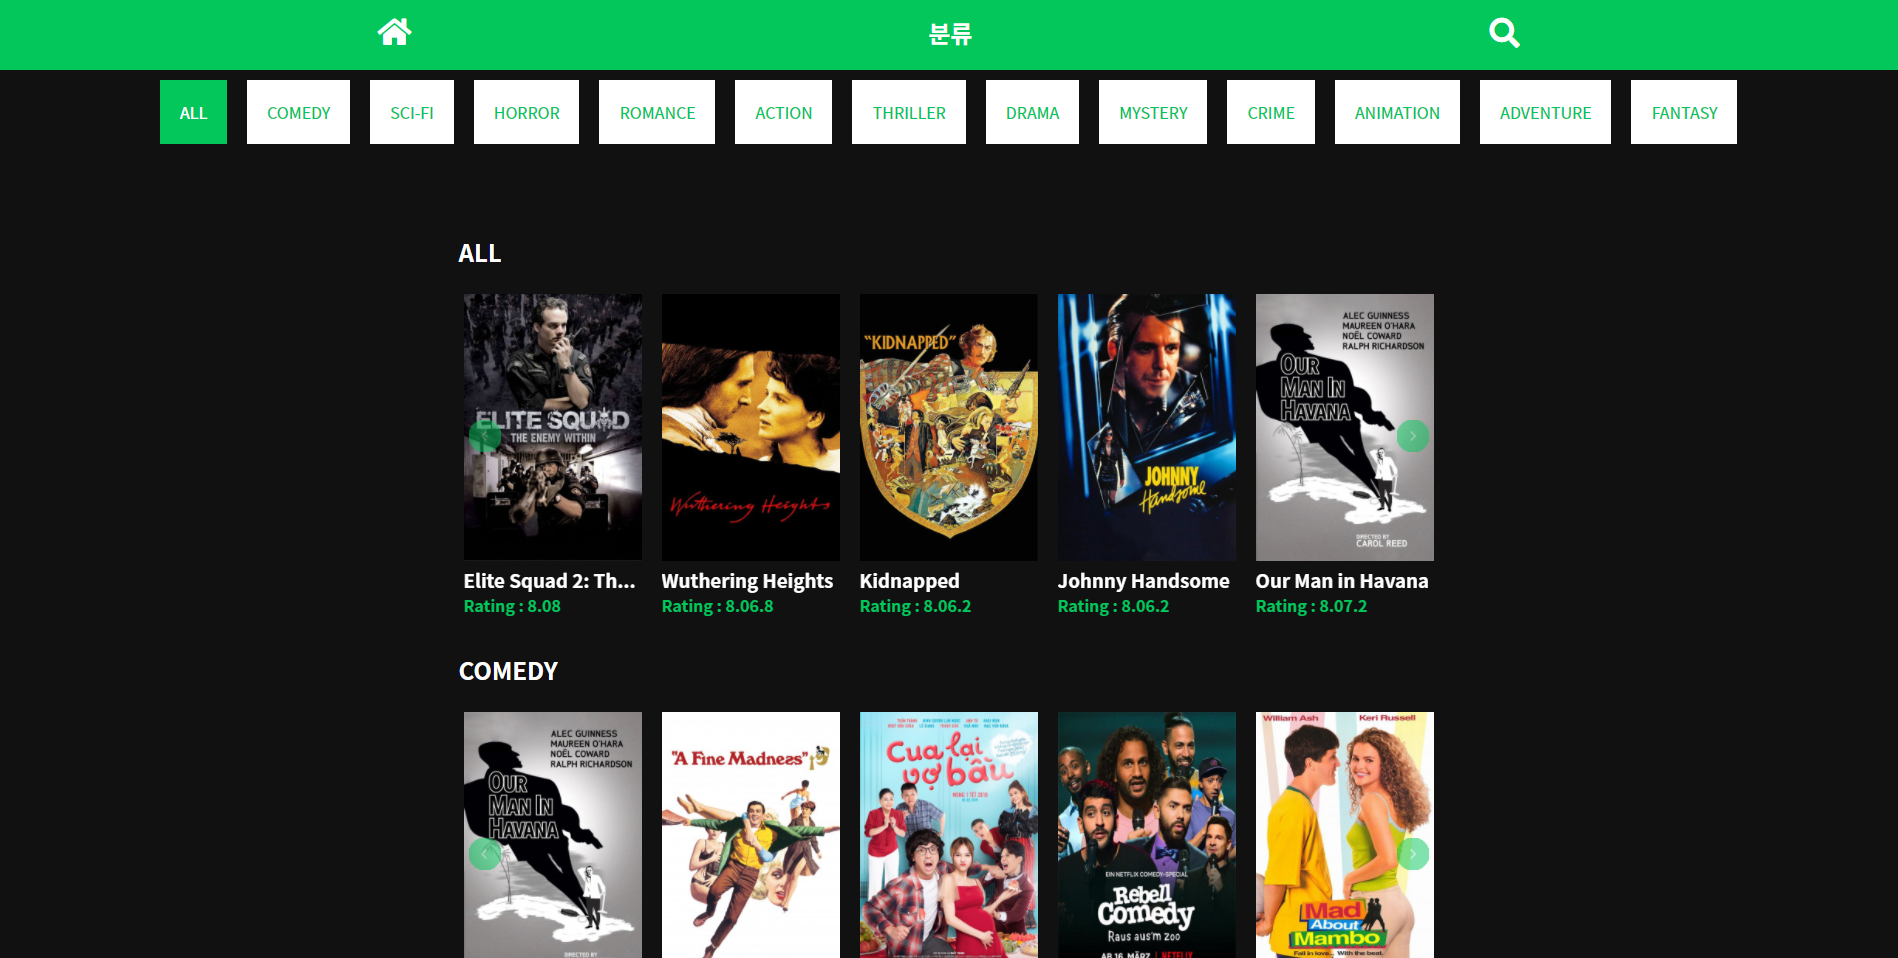 분류
ALL
COMEDY
SCI-FI
HORROR
ROMANCE
ACTION
THRILLER
DRAMA
MYSTERY
CRIME
ANIMATION
ADVENTURE
FANTASY
ALL
ELITE SQUAD
THE ENEMY WITHIN
Wuthering Heights
"KIDNAPPED"
JOHNNY
Handsome
ALEC GUINNESS
MAUREEN O'HARA
NOËL COWARD
RALPH RICHARDSON
OUR
MAN IN
HAVANA
DIRECTED BY
CAROL REED
Elite Squad 2: Th...
Rating : 8.08
Wuthering Heights
Rating : 8.06.8
Kidnapped
Rating : 8.06.2
Johnny Handsome
Rating : 8.06.2
Our Man in Havana
Rating : 8.07.2
COMEDY
ALEC GUINNESS
MAUREEN O'HARA
NOËL COWARD
RALPH RICHARDSON
OUR
MAN IN
HAVANA
DIRECTED BY
"A Fine Madness"
Cua lại
vợ bầu
EIN NETFLIX COMEDY-SPECIAL
Rebell
Comedy
Raus aus'm zoo
AB 16. MÄRZ | NETFLIX
William Ash
Keri Russell
Mad
About
Mambo
Fall in love... With the beat.